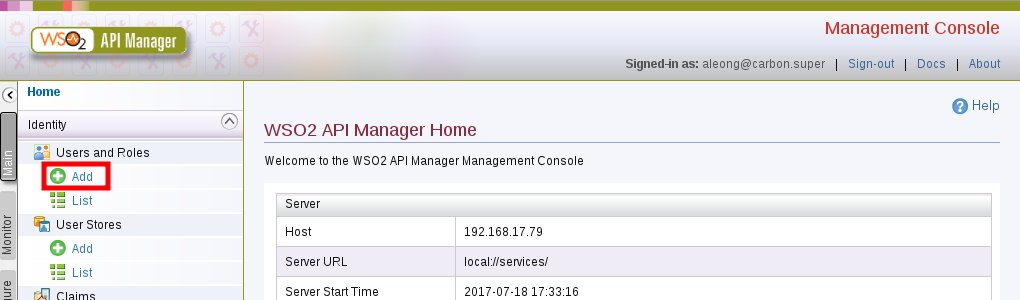 WSO2 API Manager
Management Console
Signed-in as: aleong@carbon.super | Sign-out | Docs | About
Home
Help
Identity
WSO2 API Manager Home
Main
Users and Roles
Welcome to the WSO2 API Manager Management Console
Add
List
Server
Monitor
User Stores
Host 192.168.17.79
Add
Server URL local://services/
List
Server Start Time 2017-07-18 17:33:16
Claims